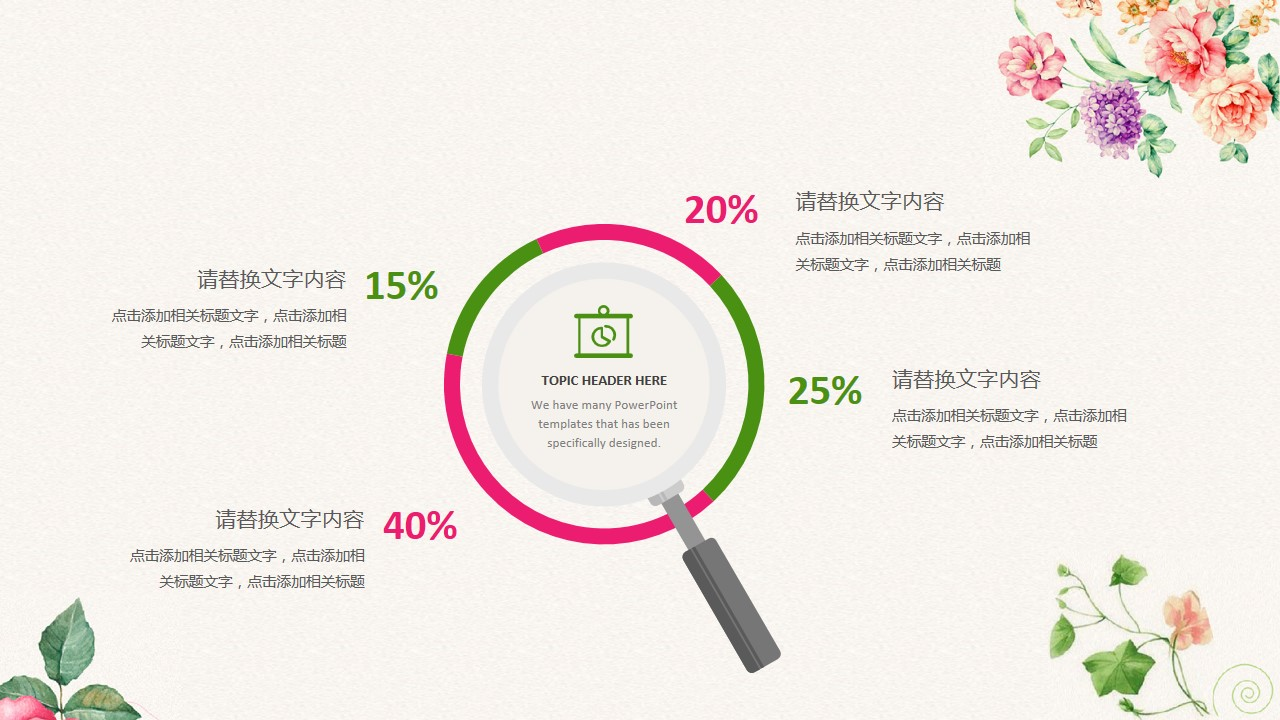 20%
请替换文字内容
点击添加相关标题文字，点击添加相
关标题文字，点击添加相关标题
请替换文字内容
15%
点击添加相关标题文字，点击添加相
关标题文字，点击添加相关标题
TOPIC HEADER HERE
We have many PowerPoint
templates that has been
specifically designed.
25%
请替换文字内容
点击添加相关标题文字，点击添加相
关标题文字，点击添加相关标题
请替换文字内容
40%
点击添加相关标题文字，点击添加相
关标题文字，点击添加相关标题